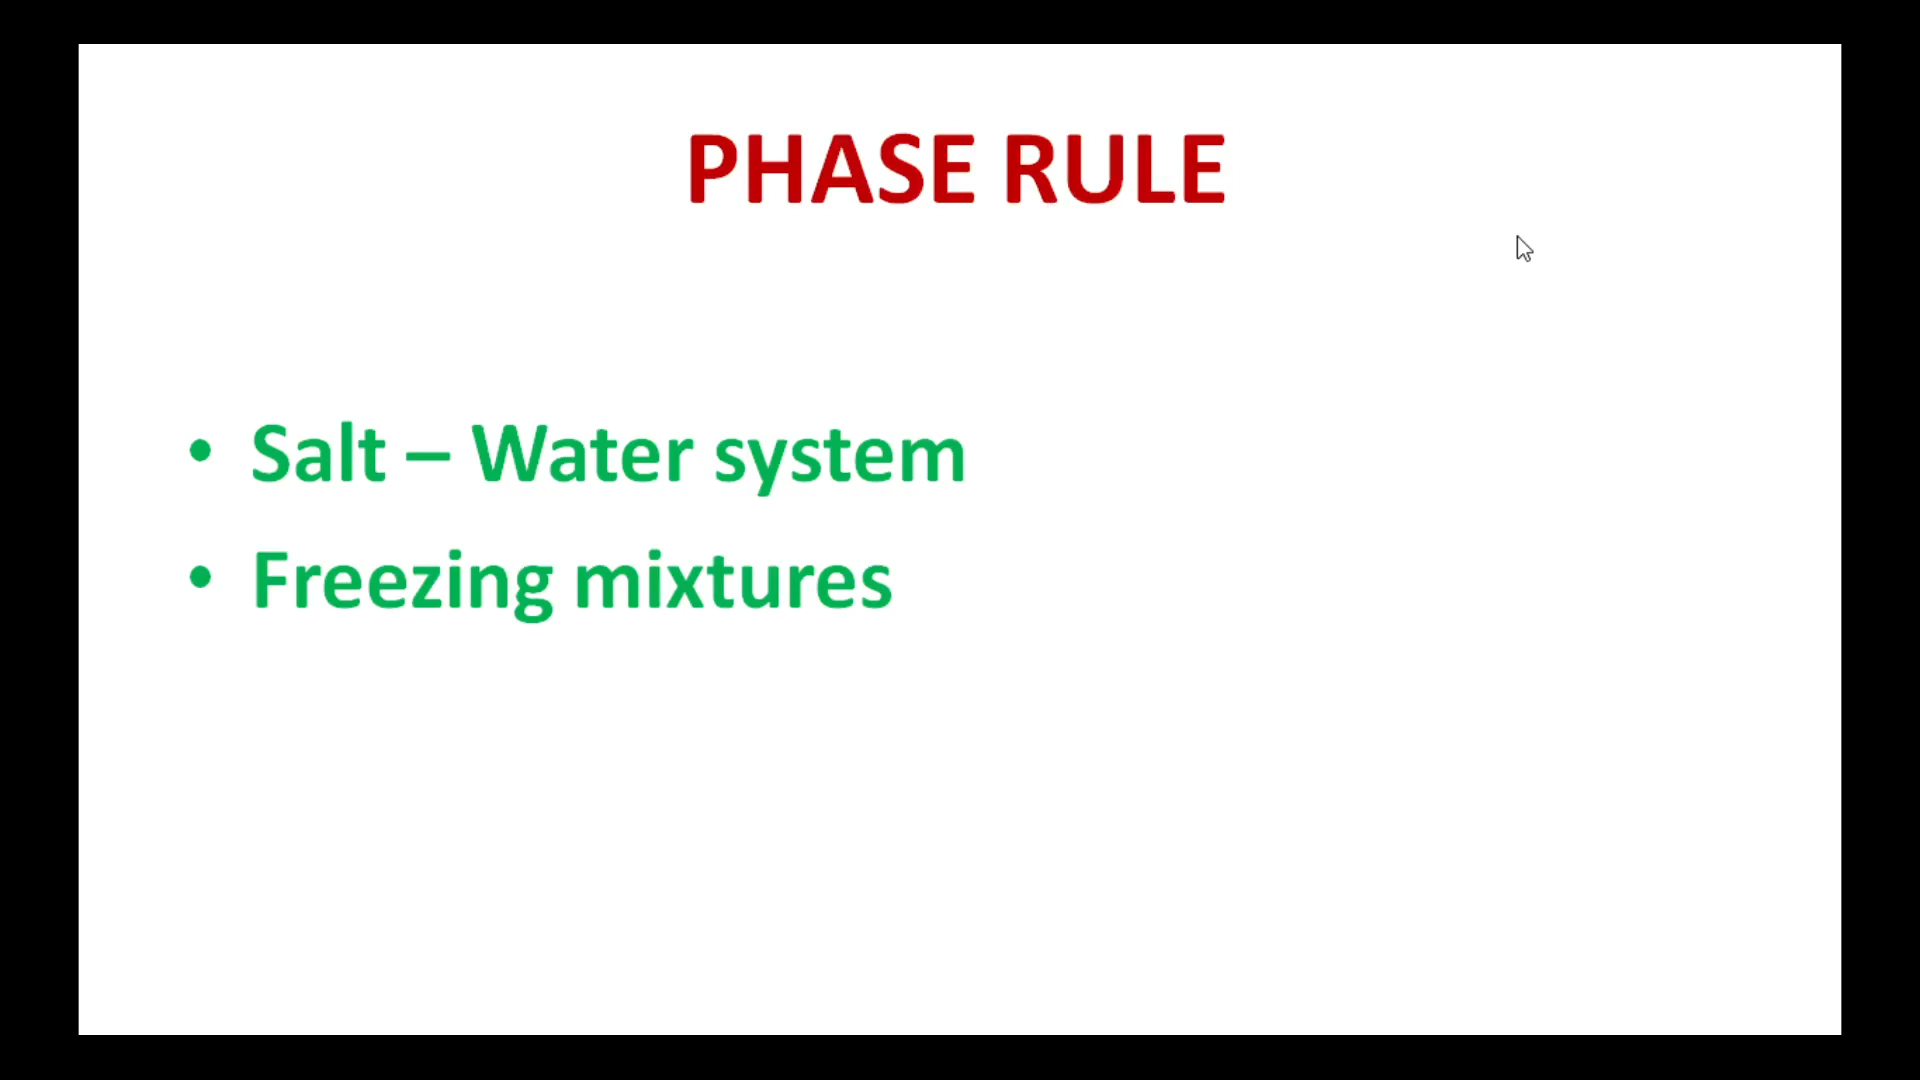 PHASE RULE
• Salt – Water system
• Freezing mixtures